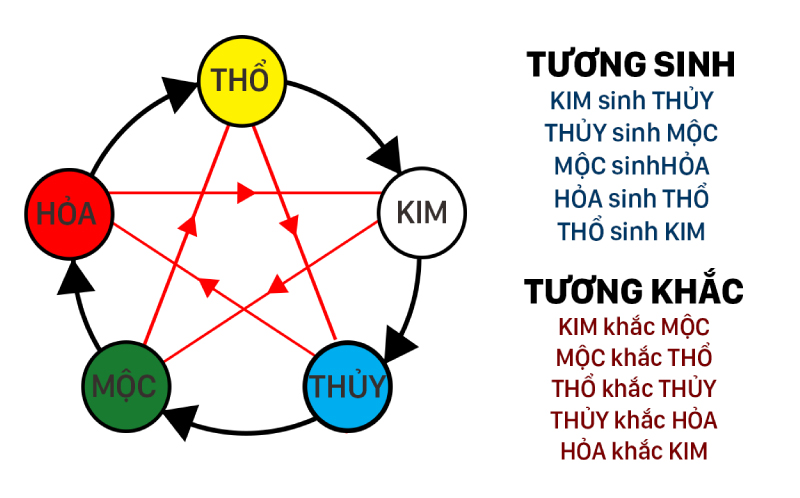 THỔ
HỎA
KIM
MỘC
THỦY
TƯƠNG SINH
KIM sinh THỦY
THỦY sinh MỘC
MỘC sinhHỎA
HỎA sinh THỔ
THỔ sinh KIM
TƯƠNG KHẮC
KIM khắc MỘC
MỘC khắc THỔ
THỔ khắc THỦY
THỦY khắc HỎA
HỎA khắc KIM